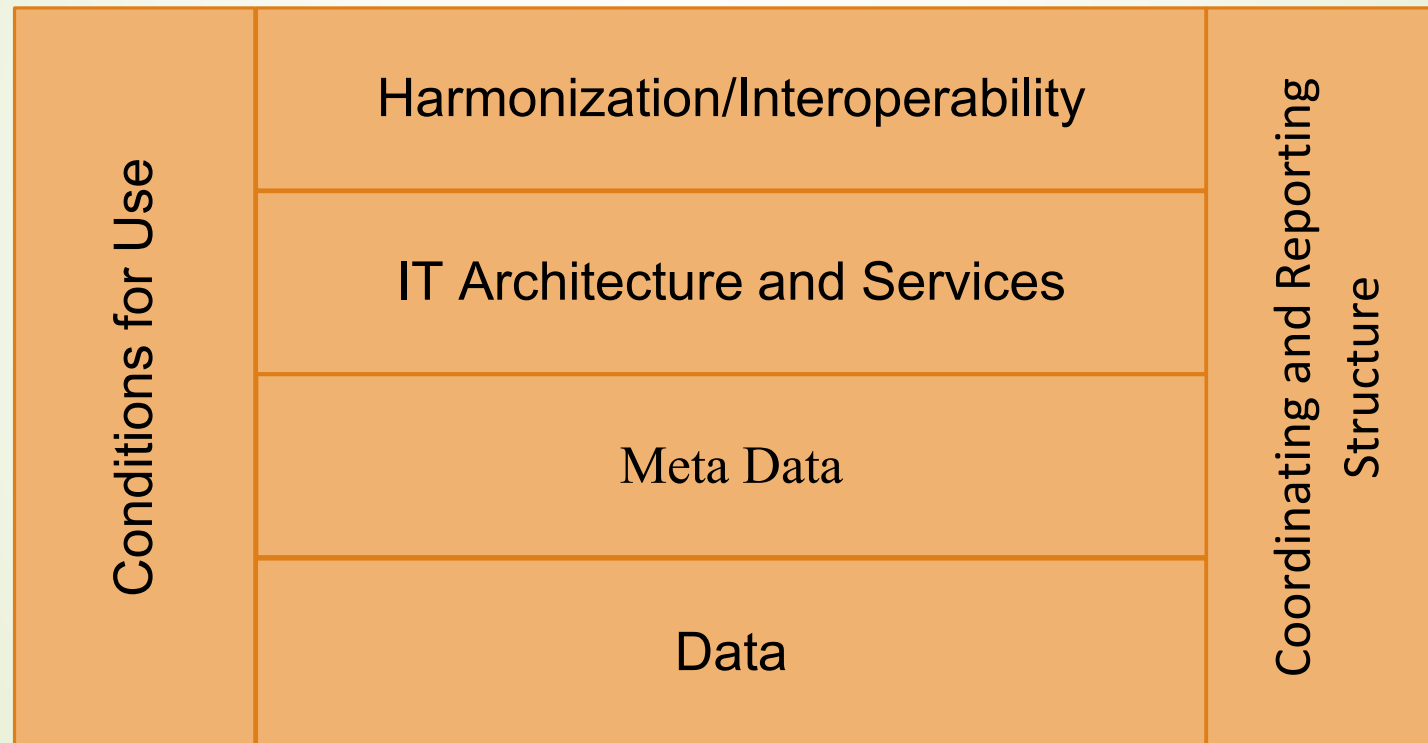 Conditions for Use
Harmonization/Interoperability
IT Architecture and Services
Meta Data
Data
Coordinating and Reporting
Structure